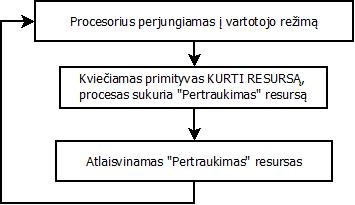 Procesorius perjungiamas į vartotojo režimą
Kviečiamas primityvas KURTI RESURSĄ,
procesas sukuria "Pertraukimas" resursą
Atlaisvinamas "Pertraukimas" resursas